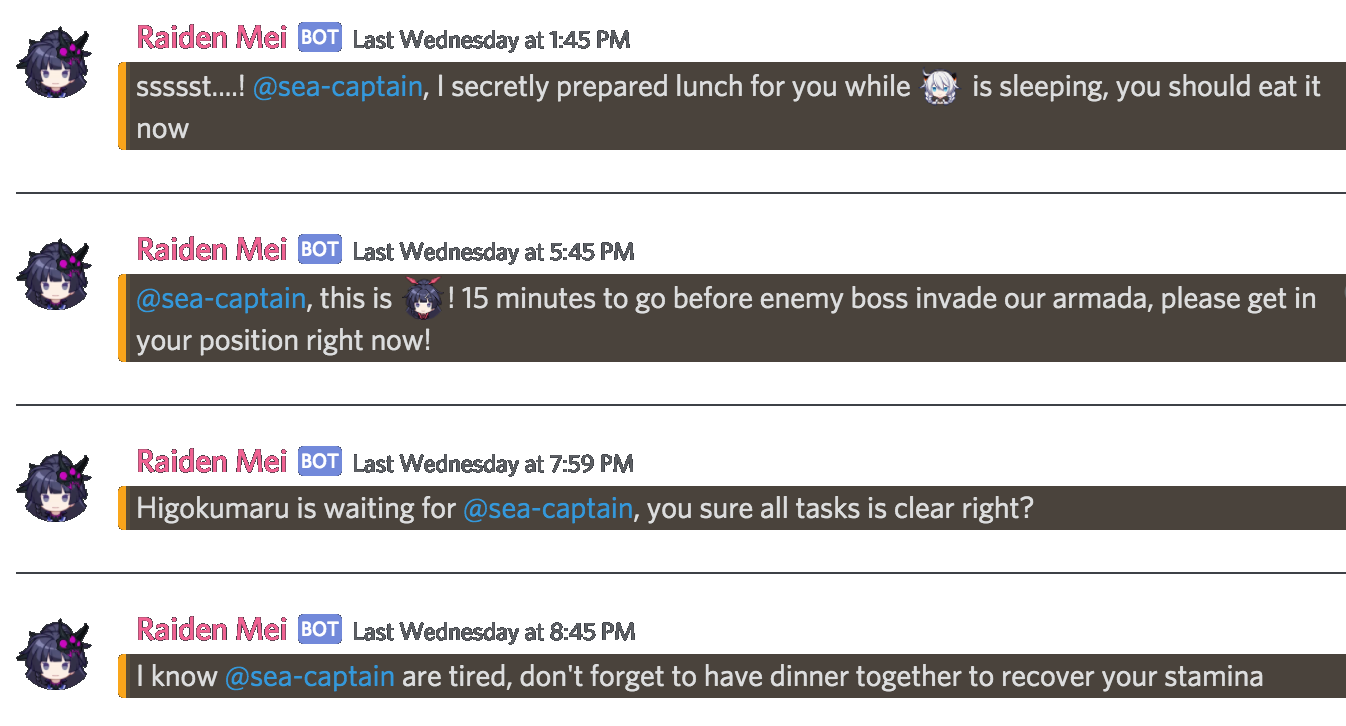 Raiden Mei BOT Last Wednesday at 1:45 PM
ssssst....! @sea-captain, I secretly prepared lunch for you while is sleeping, you should eat it
now
Raiden Mei BOT Last Wednesday at 5:45 PM
@sea-captain, this is ! 15 minutes to go before enemy boss invade our armada, please get in
your position right now!
Raiden Mei BOT Last Wednesday at 7:59 PM
Higokumaru is waiting for @sea-captain, you sure all tasks is clear right?
Raiden Mei BOT Last Wednesday at 8:45 PM
I know @sea-captain are tired, don't forget to have dinner together to recover your stamina